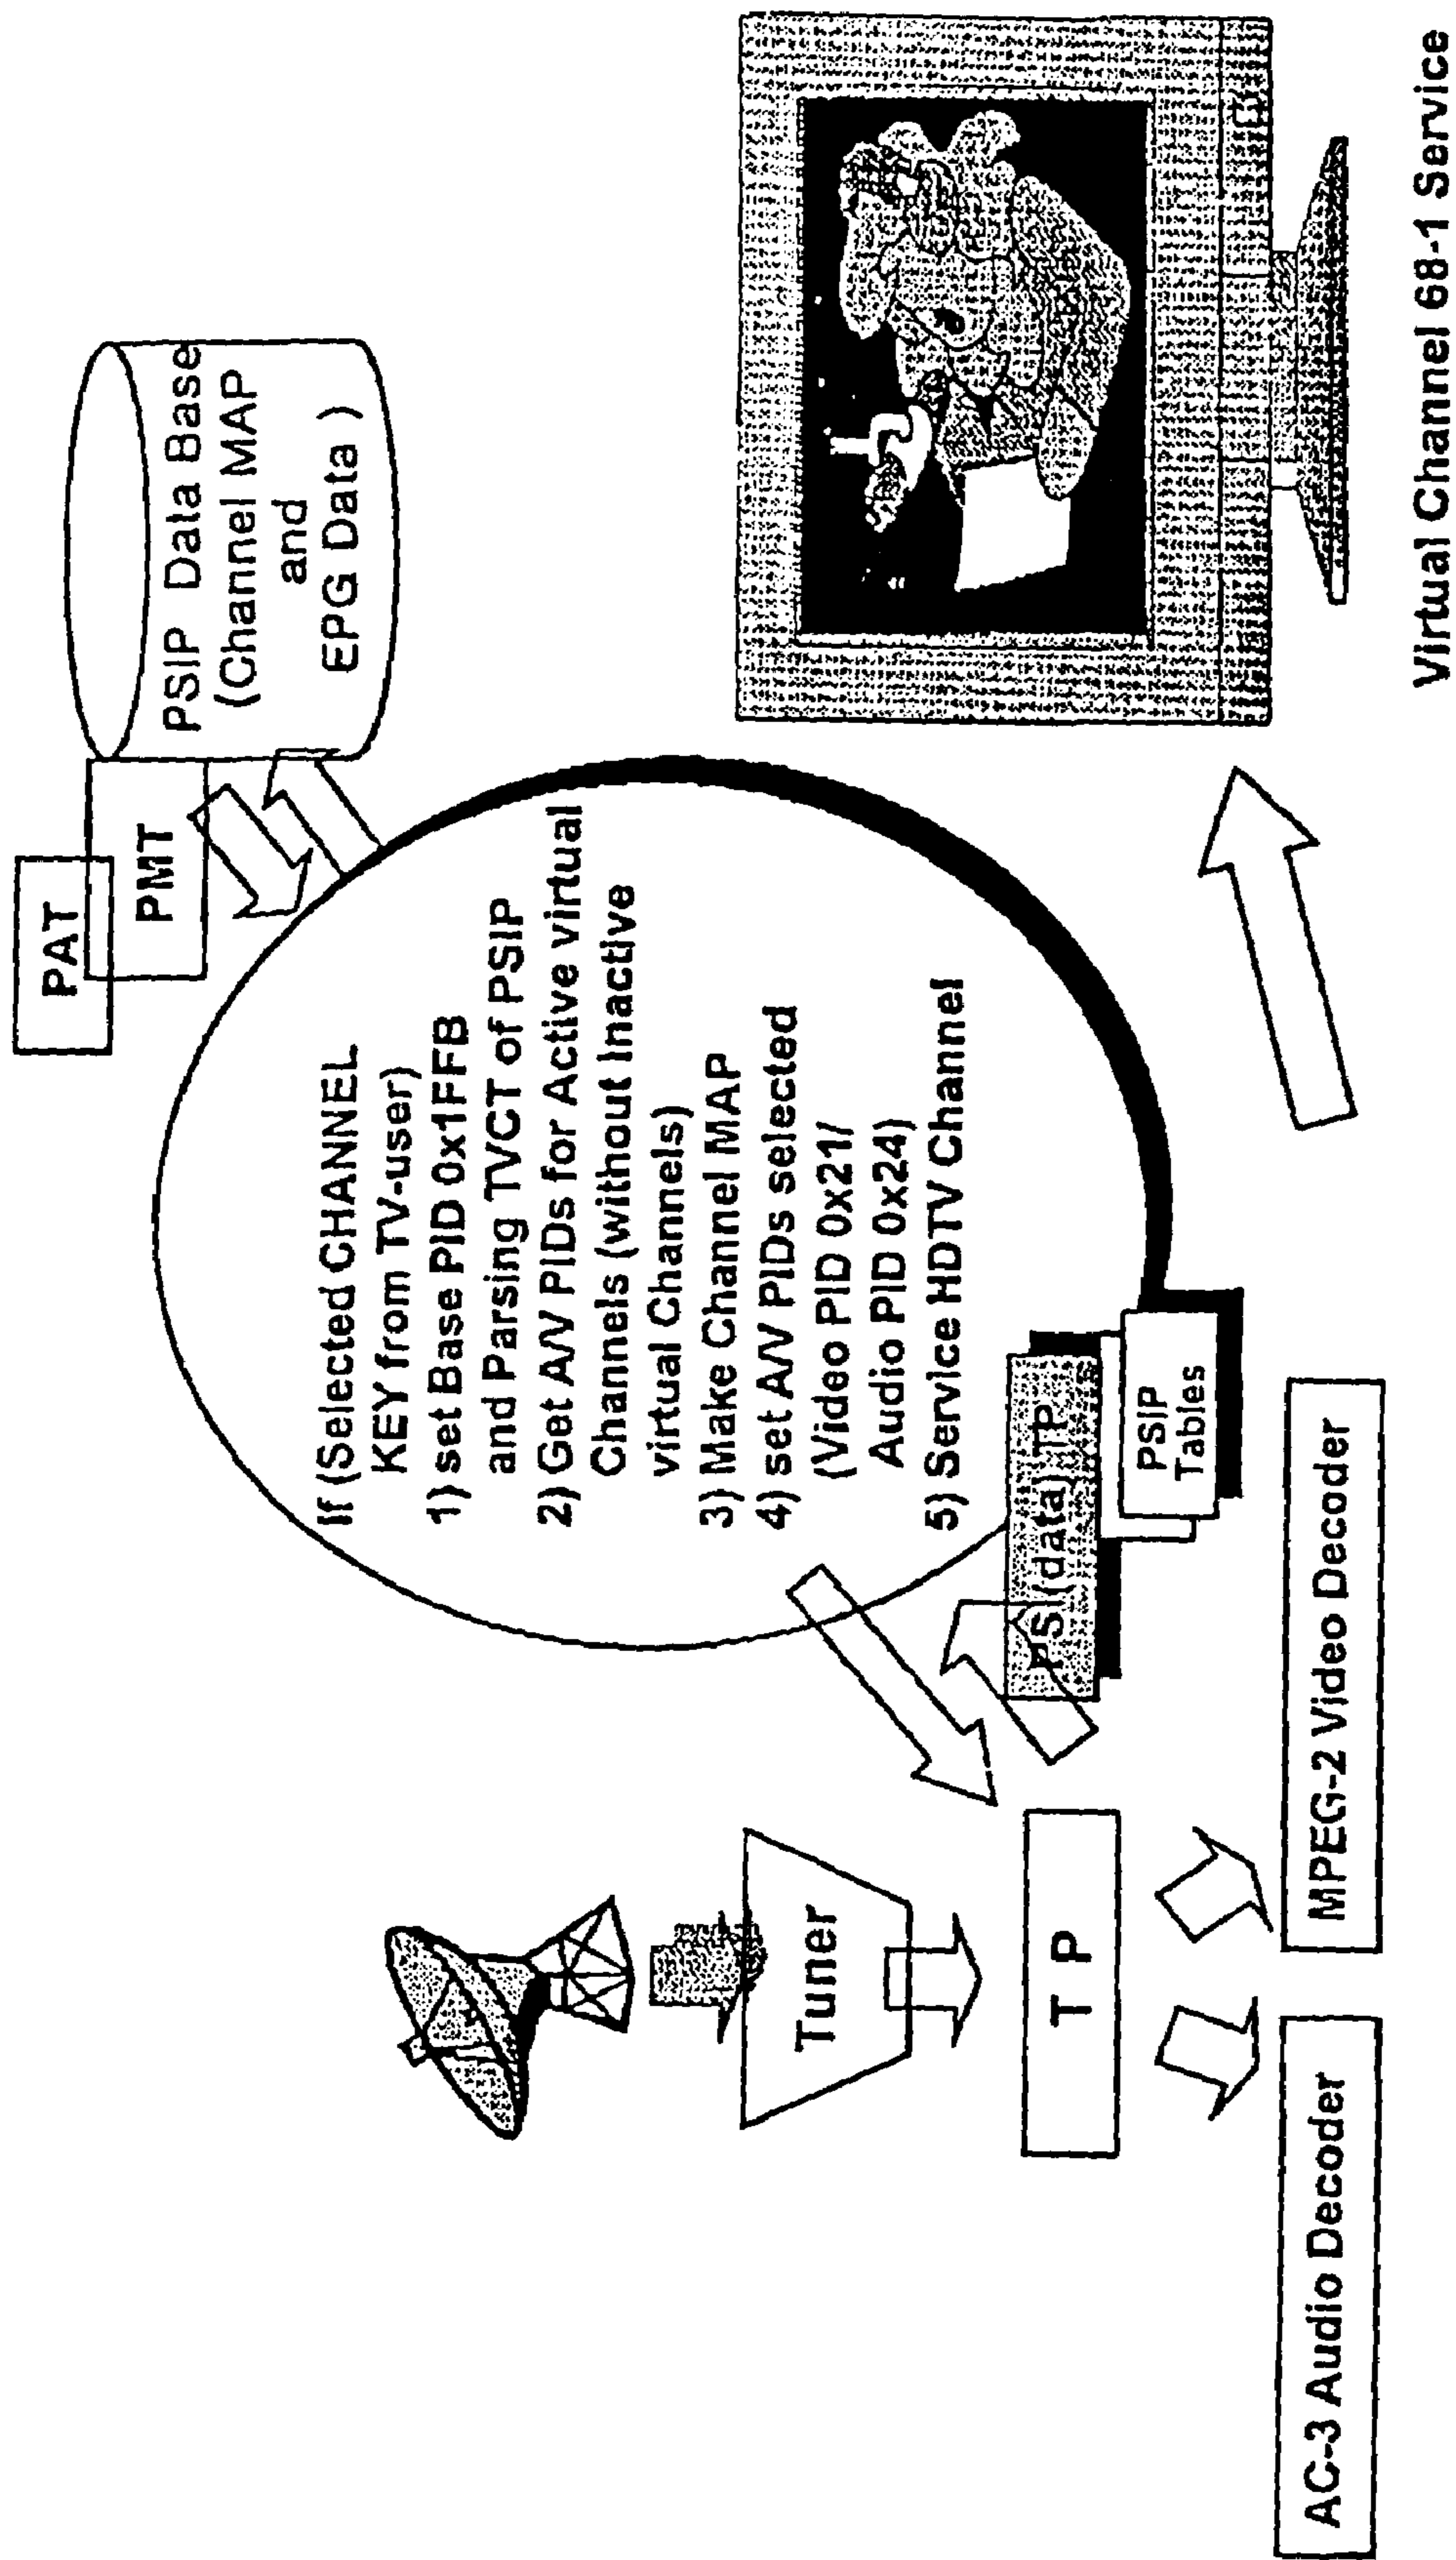 PAT
PMT
PSIP Data Base
(Channel MAP
and
EPG Data )
If (Selected CHANNEL
KEY from TV-user)
1) set Base PID 0x1FFB
and Parsing TVCT of PSIP
2) Get A/V PIDs for Active virtual
Channels (without Inactive
virtual Channels)
3) Make Channel MAP
4) set A/V PIDs selected
(Video PID 0x21/
Audio PID 0x24)
5) Service HDTV Channel
Tuner
T P
PSI(data) TP
PSIP
Tables
AC-3 Audio Decoder
MPEG-2 Video Decoder
Virtual Channel 68-1 Service